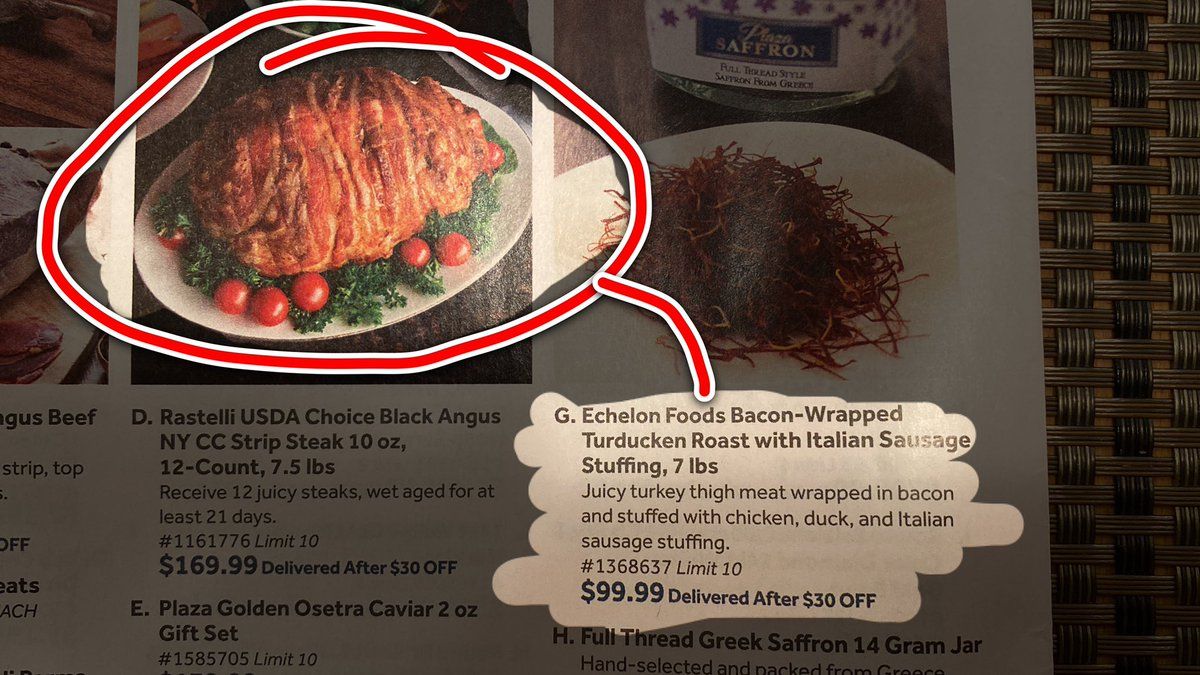 Plaza
SAFFRON
FULL THREAD STYLE
SAFFRON FROM GREECE
ngus Beef
strip, top
s.
OFF
eats
ACH
D. Rastelli USDA Choice Black Angus
NY CC Strip Steak 10 oz,
12-Count, 7.5 lbs
Receive 12 juicy steaks, wet aged for at
least 21 days.
#1161776 Limit 10
$169.99 Delivered After $30 OFF
E. Plaza Golden Osetra Caviar 2 oz
Gift Set
#1585705 Limit 10
G. Echelon Foods Bacon-Wrapped
Turducken Roast with Italian Sausage
Stuffing, 7 lbs
Juicy turkey thigh meat wrapped in bacon
and stuffed with chicken, duck, and Italian
sausage stuffing.
#1368637 Limit 10
$99.99 Delivered After $30 OFF
H. Full Thread Greek Saffron 14 Gram Jar
Hand-selected and packed from Greece